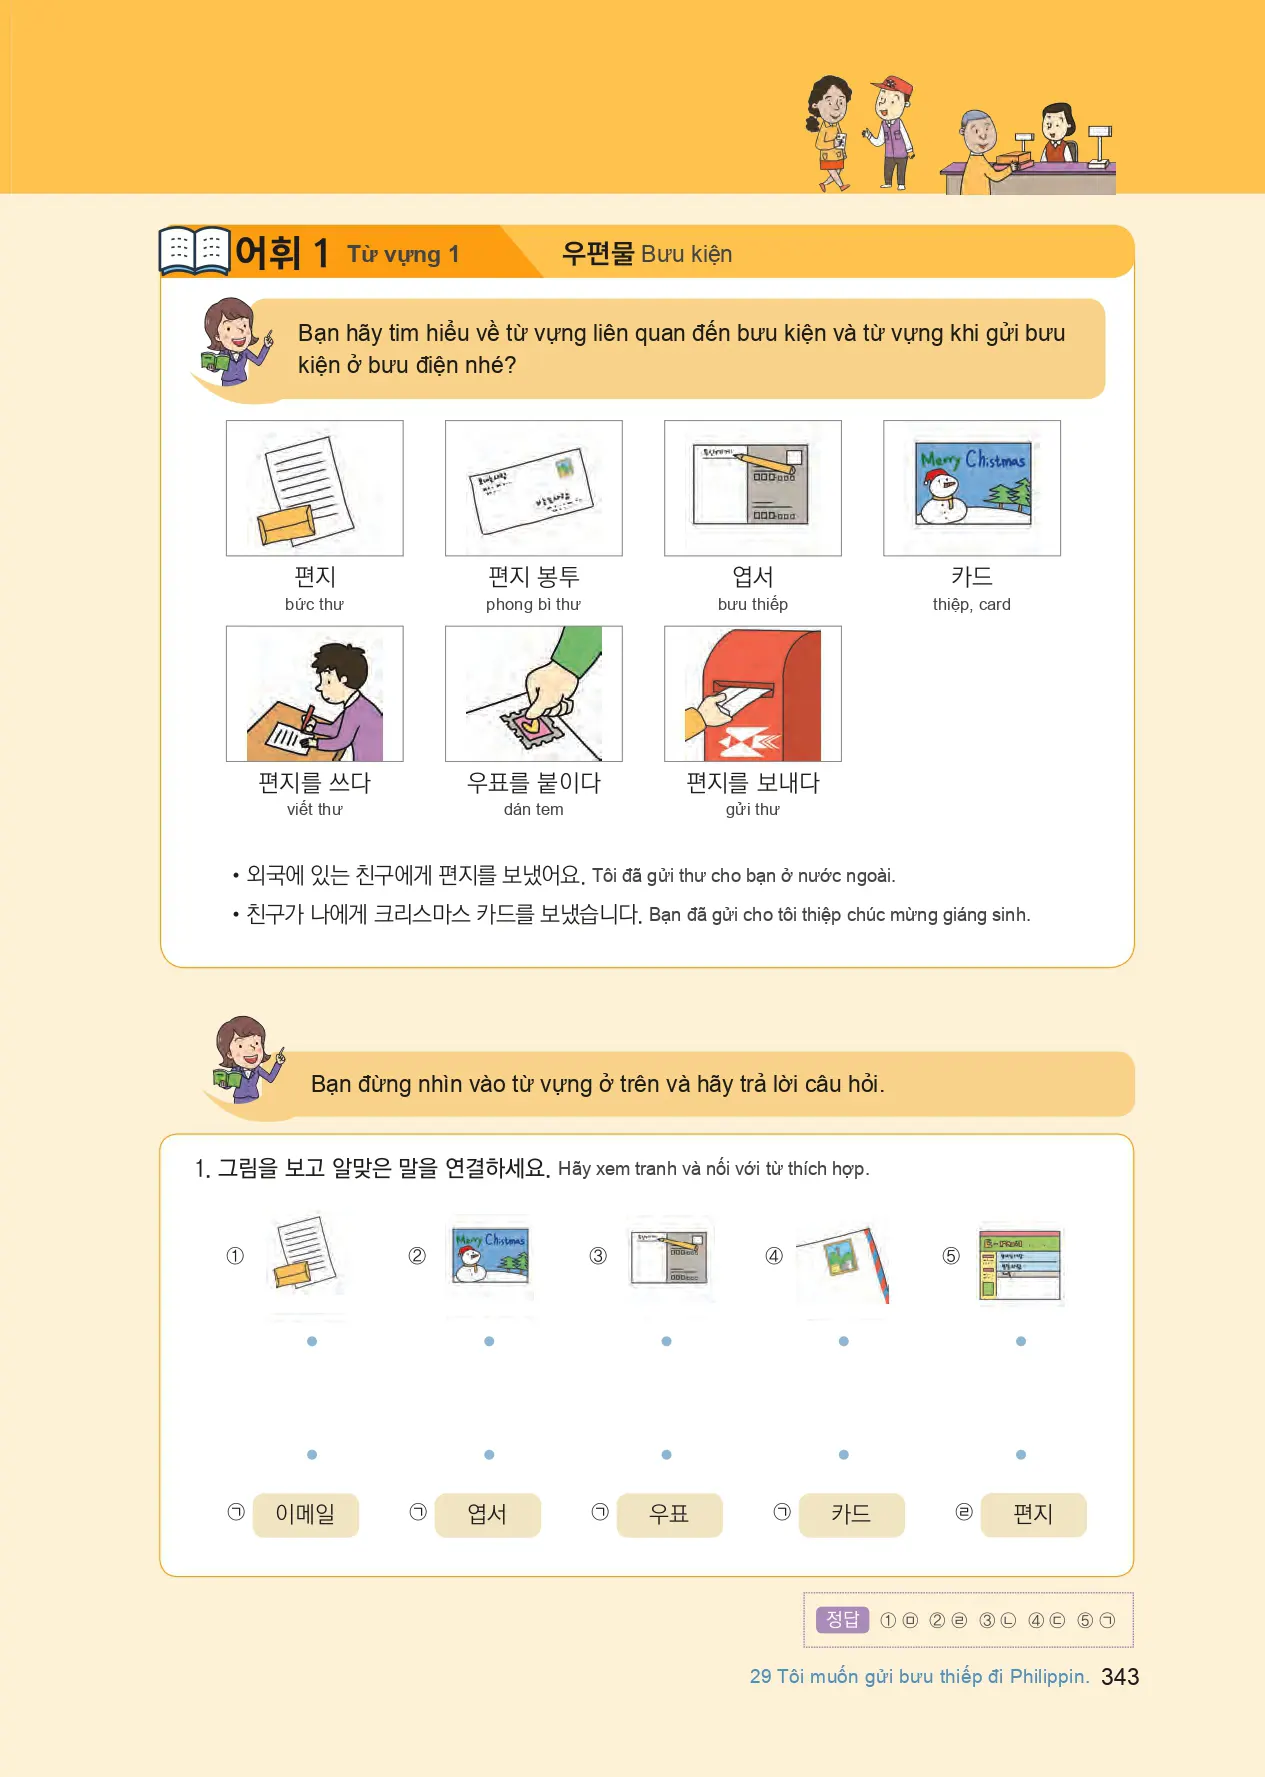 어휘 1 Từ vựng 1 우편물 Bưu kiện
Bạn hãy tim hiểu về từ vựng liên quan đến bưu kiện và từ vựng khi gửi bưu
kiện ở bưu điện nhé?
Merry Christmas
편지 편지 봉투 엽서 카드
bức thư phong bì thư bưu thiếp thiệp, card
편지를 쓰다 우표를 붙이다 편지를 보내다
viết thư dán tem gửi thư
• 외국에 있는 친구에게 편지를 보냈어요. Tôi đã gửi thư cho bạn ở nước ngoài.
• 친구가 나에게 크리스마스 카드를 보냈습니다. Bạn đã gửi cho tôi thiệp chúc mừng giáng sinh.
Bạn đừng nhìn vào từ vựng ở trên và hãy trả lời câu hỏi.
1. 그림을 보고 알맞은 말을 연결하세요. Hãy xem tranh và nối với từ thích hợp.
① ② ③ ④ ⑤
Merry Christmas
㉠ 이메일 ㉠ 엽서 ㉠ 우표 ㉠ 카드 ㉣ 편지
정답 ① ㉤ ② ㉣ ③ ㉡ ④ ㉢ ⑤ ㉠
29 Tôi muốn gửi bưu thiếp đi Philippin. 343